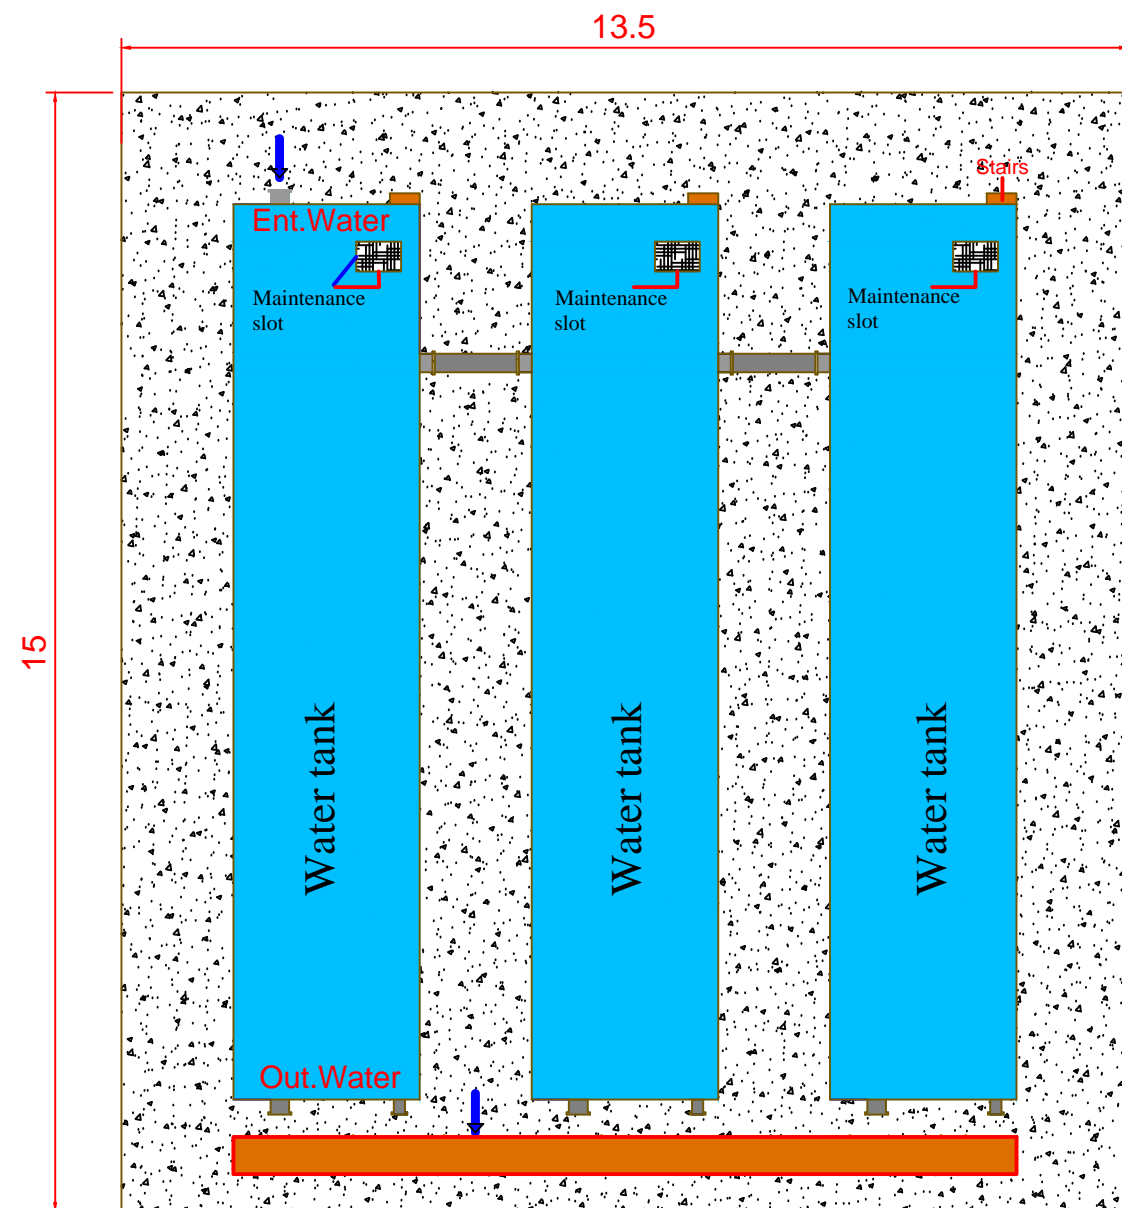 13.5
15
Stairs
Ent.Water
Maintenance
slot
Maintenance
slot
Maintenance
slot
Water tank
Water tank
Water tank
Out.Water